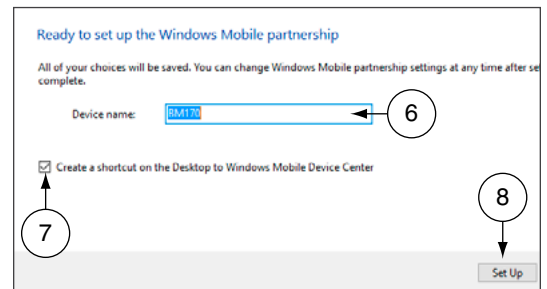 Ready to set up the Windows Mobile partnership
All of your choices will be saved. You can change Windows Mobile partnership settings at any time after se
complete.
Device name:
RM170
6
Create a shortcut on the Desktop to Windows Mobile Device Center
7
8
Set Up